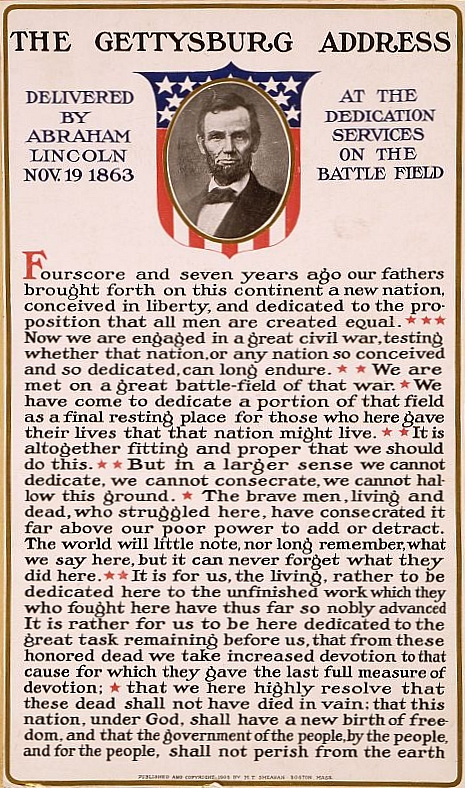 THE GETTYSBURG ADDRESS
DELIVERED
BY
ABRAHAM
LINCOLN
NOV. 19 1863
AT THE
DEDICATION
SERVICES
ON THE
BATTLE FIELD
Fourscore and seven years ago our fathers
brought forth on this continent a new nation,
conceived in liberty, and dedicated to the pro-
position that all men are created equal. ★★★
Now we are engaged in a great civil war, testing
whether that nation, or any nation so conceived
and so dedicated, can long endure. ★ ★ We are
met on a great battle-field of that war. ★ We
have come to dedicate a portion of that field
as a final resting place for those who here gave
their lives that that nation might live. ★ ★ It is
altogether fitting and proper that we should
do this. ★★ But in a larger sense we cannot
dedicate, we cannot consecrate, we cannot hal-
low this ground. ★ The brave men, living and
dead, who struggled here, have consecrated it
far above our poor power to add or detract.
The world will little note, nor long remember, what
we say here, but it can never forget what they
did here. ★★ It is for us, the living, rather to be
dedicated here to the unfinished work which they
who fought here have thus far so nobly advanced
It is rather for us to be here dedicated to the
great task remaining before us, that from these
honored dead we take increased devotion to that
cause for which they gave the last full measure of
devotion; ★ that we here highly resolve that
these dead shall not have died in vain; that this
nation, under God, shall have a new birth of free-
dom, and that the government of the people, by the people,
and for the people, shall not perish from the earth
PUBLISHED AND COPYRIGHT, 1905 BY M. T. SHEAHAN BOSTON, MASS.